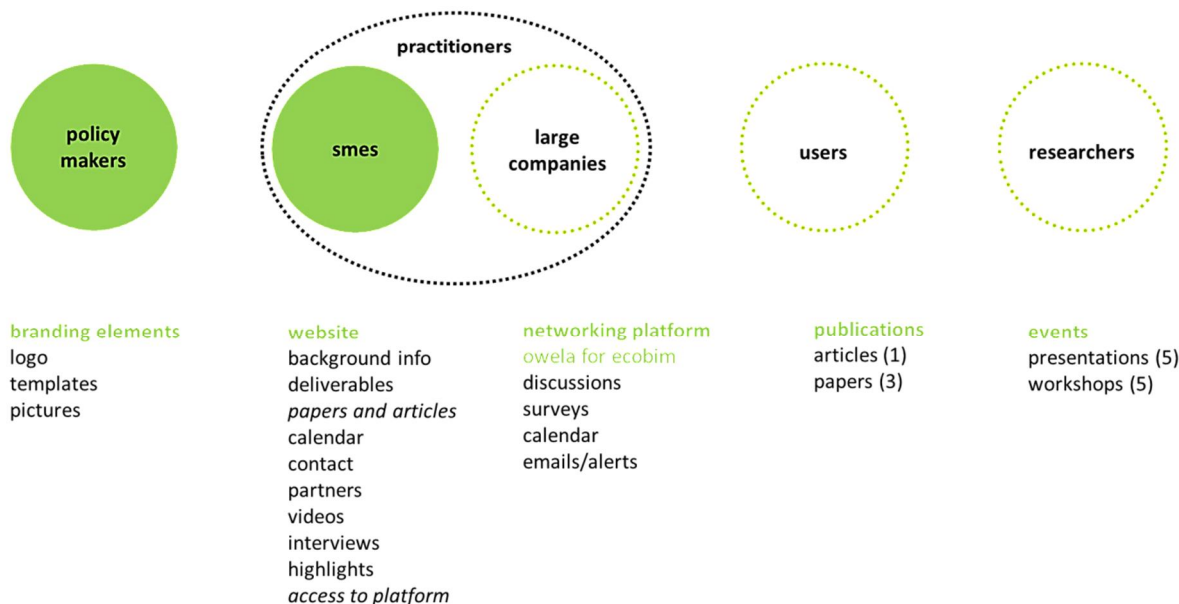 practitioners
policy
makers
smes
large
companies
users
researchers
branding elements
logo
templates
pictures
website
background info
deliverables
papers and articles
calendar
contact
partners
videos
interviews
highlights
access to platform
networking platform
owela for ecobim
discussions
surveys
calendar
emails/alerts
publications
articles (1)
papers (3)
events
presentations (5)
workshops (5)